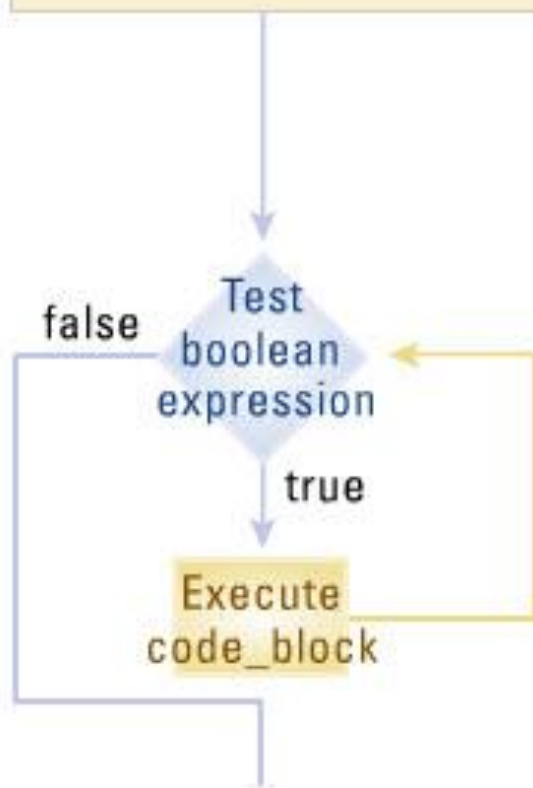 Test
boolean
expression
false
true
Execute
code_block